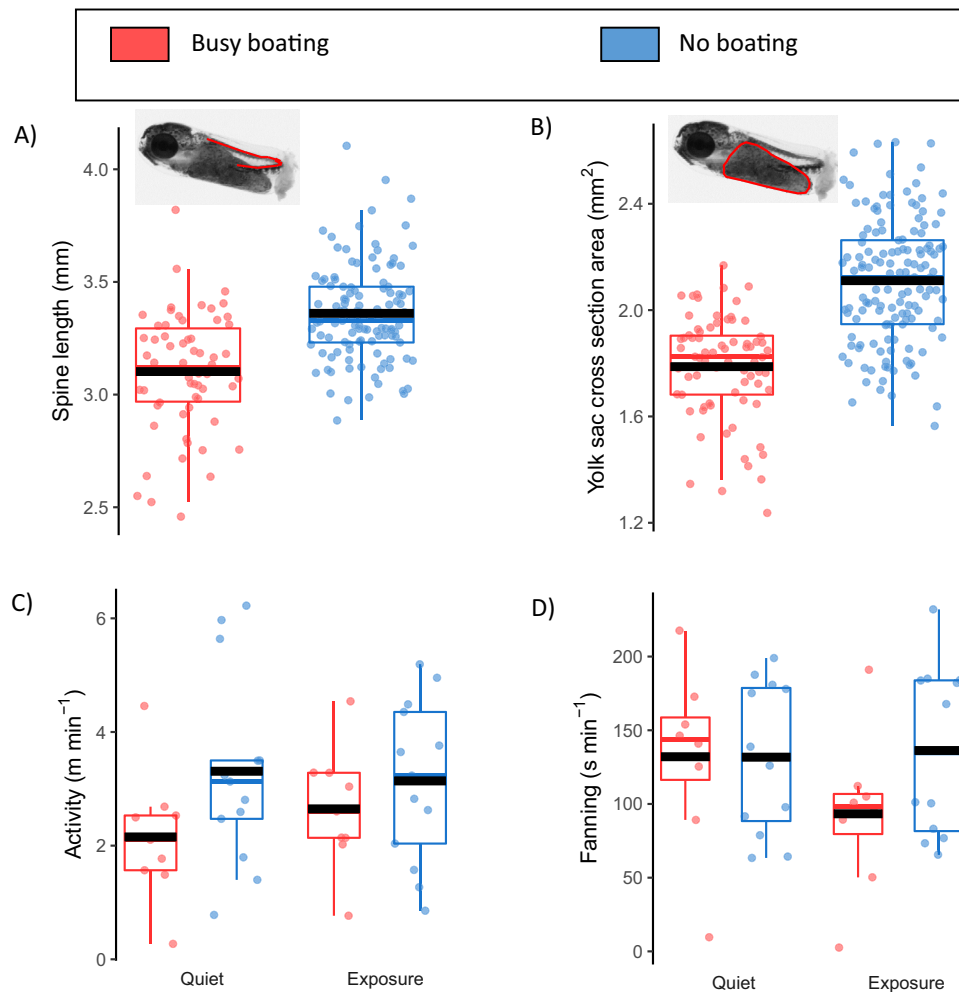 Busy boating
No boating
A)
B)
4.0
3.5
3.0
2.5
Spine length (mm)
2.4
2.0
1.6
1.2
Yolk sac cross section area (mm²)
C)
D)
6
4
2
0
Activity (m min⁻¹)
Quiet
Exposure
200
150
100
50
0
Fanning (s min⁻¹)
Quiet
Exposure